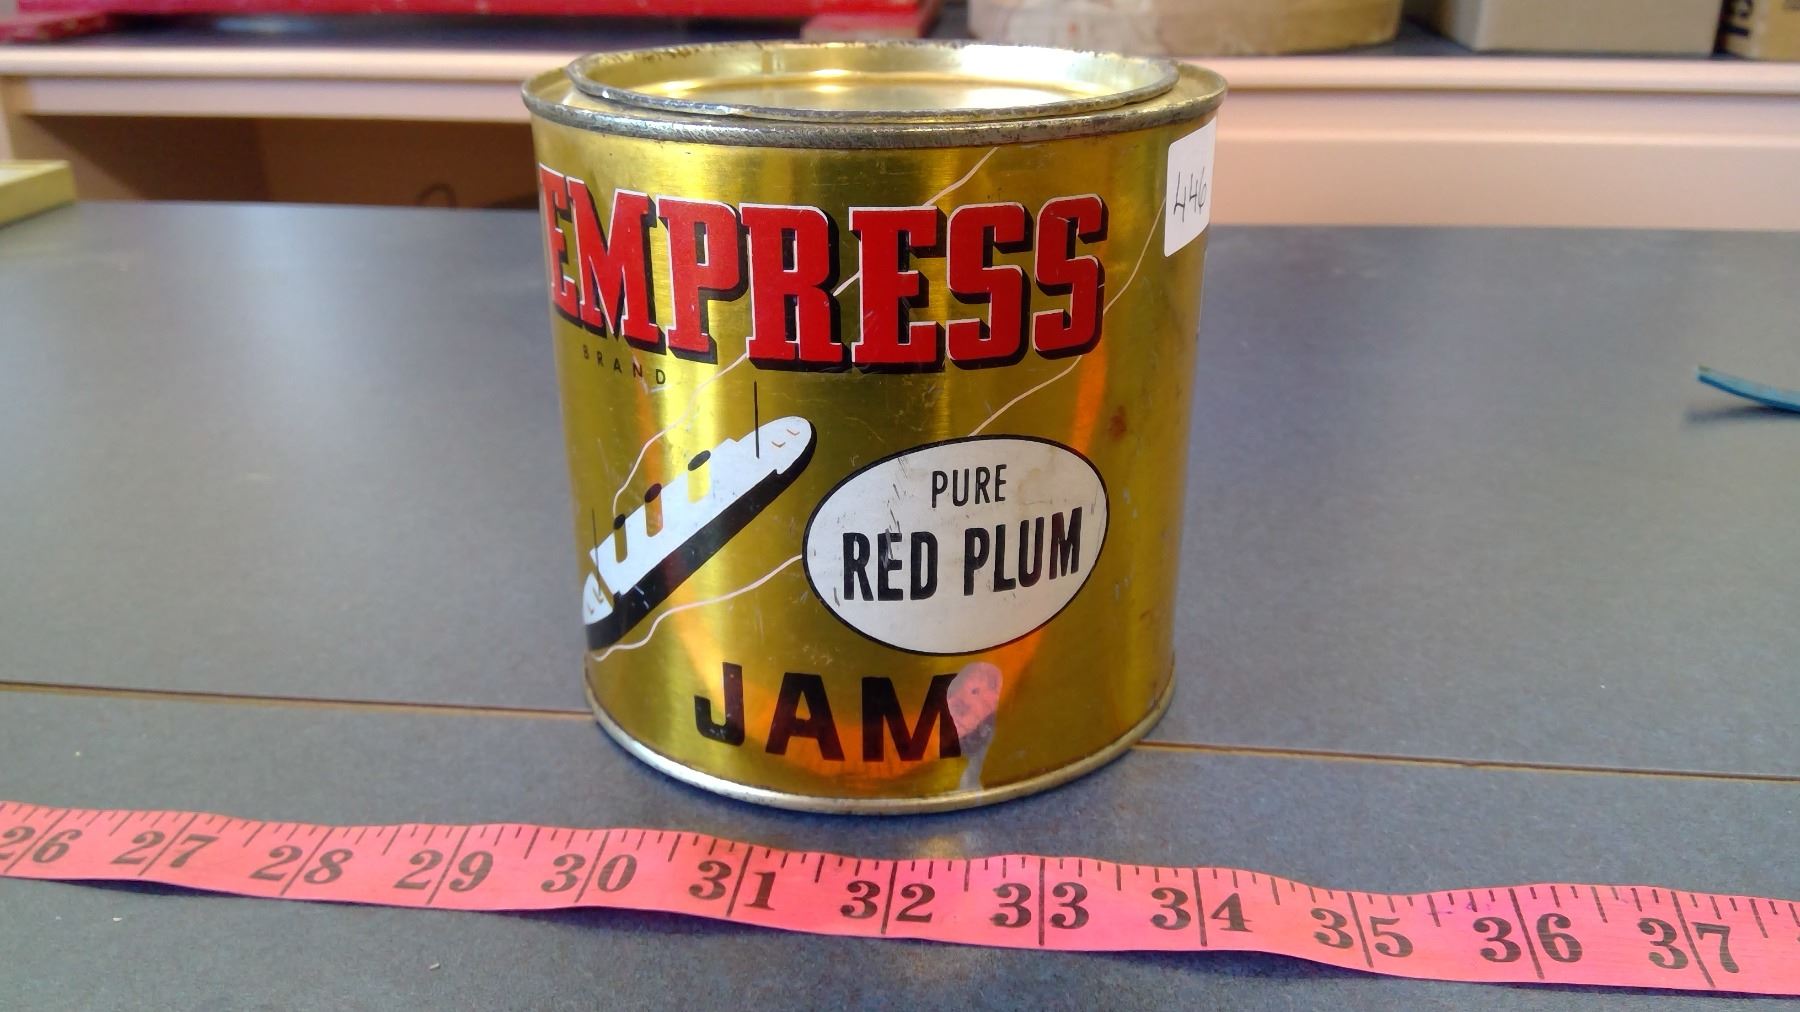 446
EMPRESS
BRAND
PURE
RED PLUM
JAM
26 27 28 29 30 31 32 33 34 35 36 37